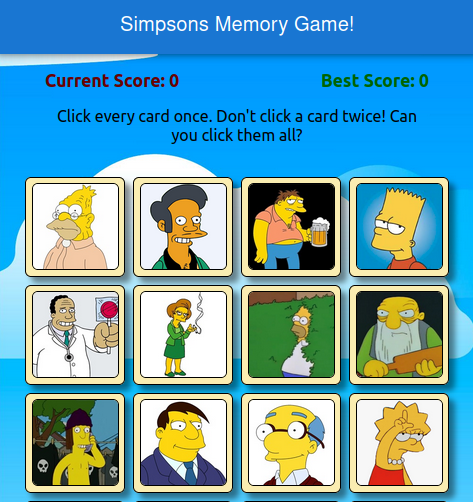 Simpsons Memory Game!
Current Score: 0
Best Score: 0
Click every card once. Don't click a card twice! Can
you click them all?